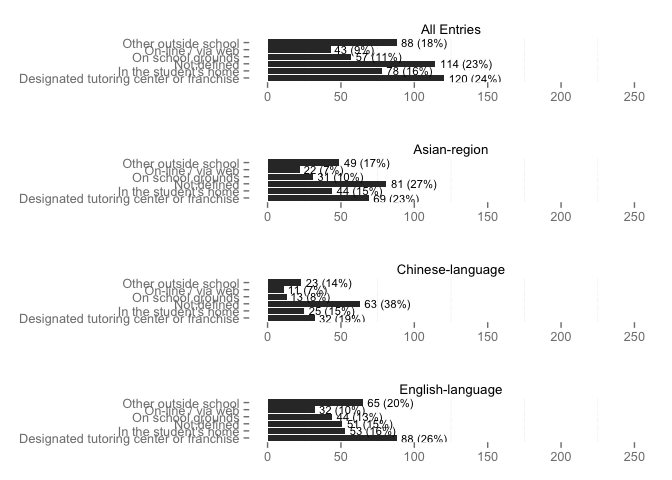 All Entries
Other outside school 88 (18%)
On-line / via web 43 (9%)
On school grounds 57 (11%)
Not defined 114 (23%)
In the student's home 78 (16%)
Designated tutoring center or franchise 120 (24%)
0 50 100 150 200 250
Asian-region
Other outside school 49 (17%)
On-line / via web 22 (7%)
On school grounds 31 (10%)
Not defined 81 (27%)
In the student's home 44 (15%)
Designated tutoring center or franchise 69 (23%)
0 50 100 150 200 250
Chinese-language
Other outside school 23 (14%)
On-line / via web 11 (7%)
On school grounds 13 (8%)
Not defined 63 (38%)
In the student's home 25 (15%)
Designated tutoring center or franchise 32 (19%)
0 50 100 150 200 250
English-language
Other outside school 65 (20%)
On-line / via web 32 (10%)
On school grounds 44 (13%)
Not defined 51 (15%)
In the student's home 53 (16%)
Designated tutoring center or franchise 88 (26%)
0 50 100 150 200 250